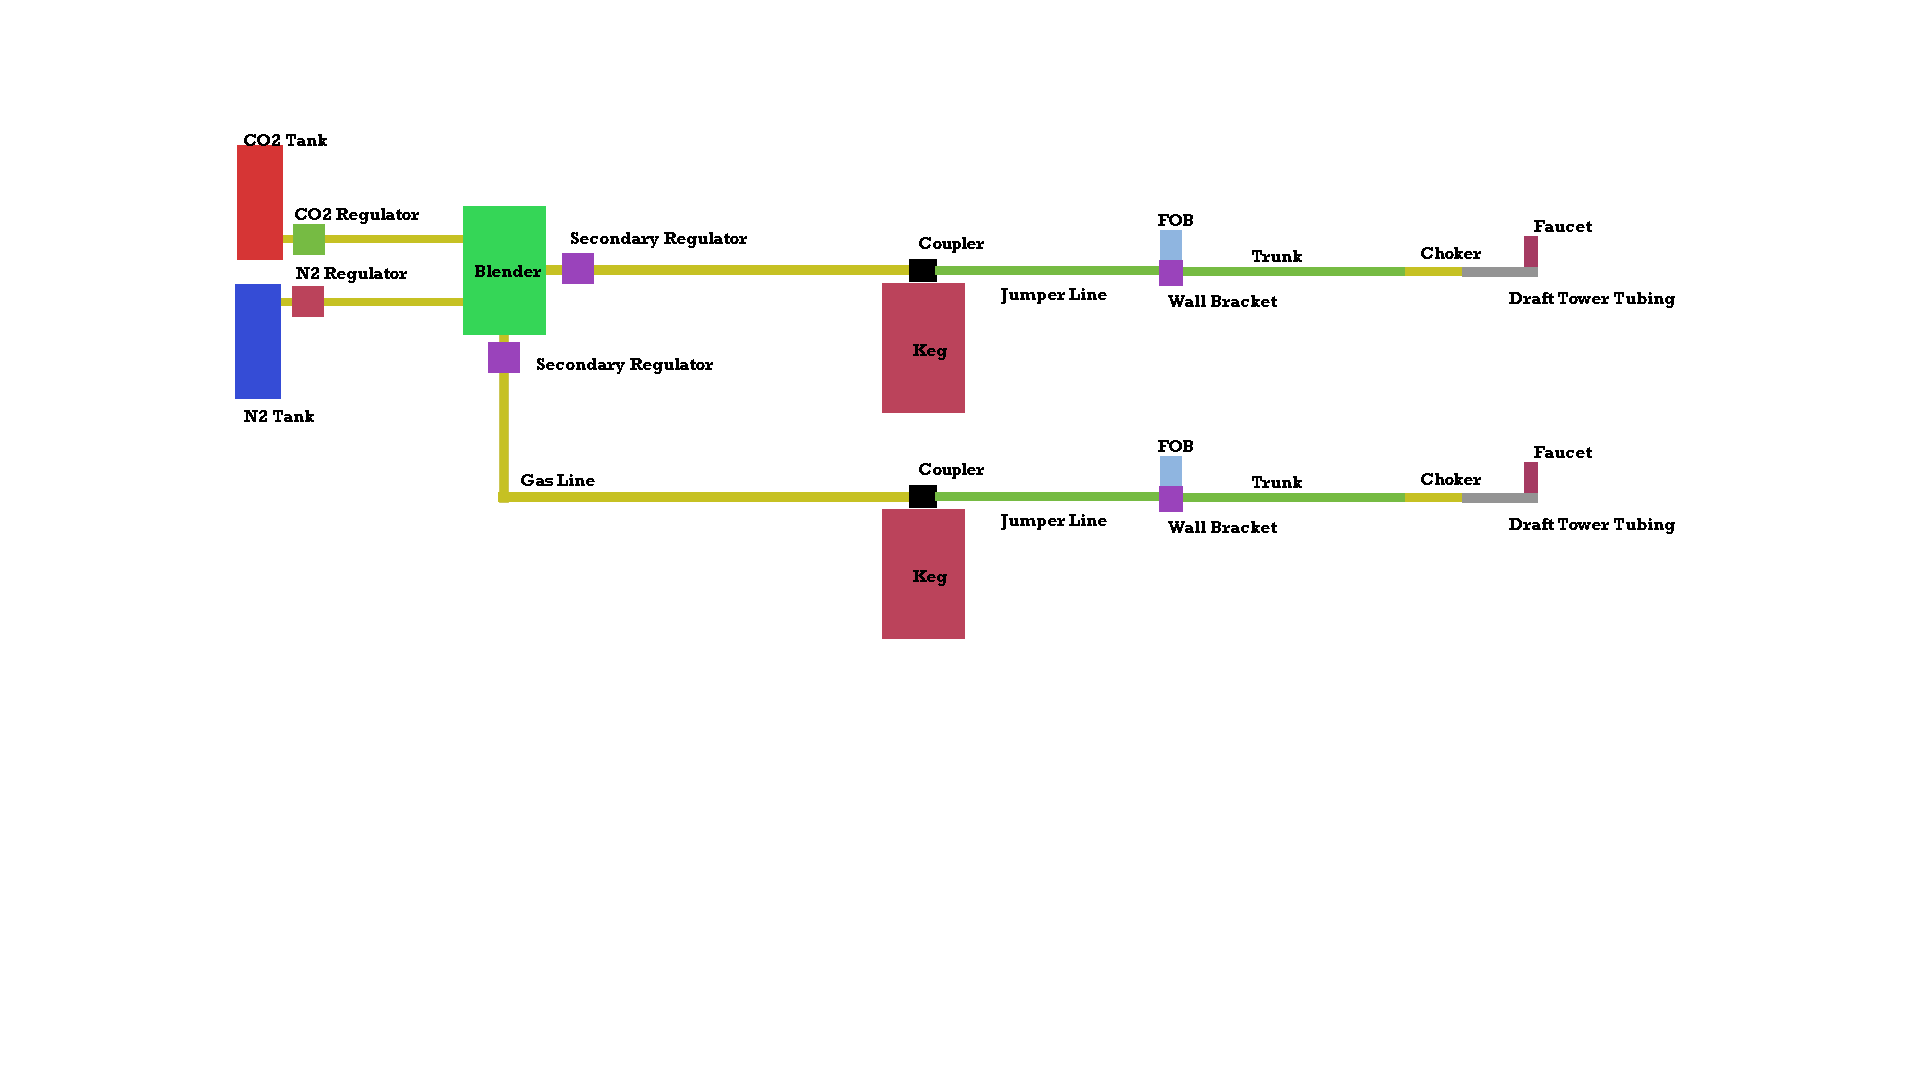 CO2 Tank
CO2 Regulator
N2 Regulator
N2 Tank
Blender
Secondary Regulator
Secondary Regulator
Gas Line
Coupler
Keg
Jumper Line
FOB
Wall Bracket
Trunk
Choker
Faucet
Draft Tower Tubing
Coupler
Keg
Jumper Line
FOB
Wall Bracket
Trunk
Choker
Faucet
Draft Tower Tubing